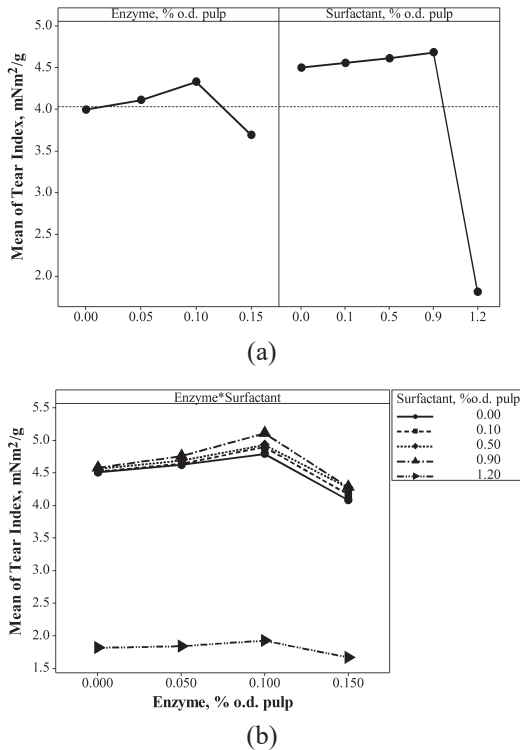 Enzyme, % o.d. pulp Surfactant, % o.d. pulp
5.0
4.5
4.0
3.5
3.0
2.5
2.0
Mean of Tear Index, mNm²/g
0.00 0.05 0.10 0.15 0.0 0.1 0.5 0.9 1.2
(a)
Enzyme*Surfactant
5.5
5.0
4.5
4.0
3.5
3.0
2.5
2.0
1.5
Mean of Tear Index, mNm²/g
0.000 0.050 0.100 0.150
Enzyme, % o.d. pulp
Surfactant, %o.d. pulp
0.00
0.10
0.50
0.90
1.20
(b)